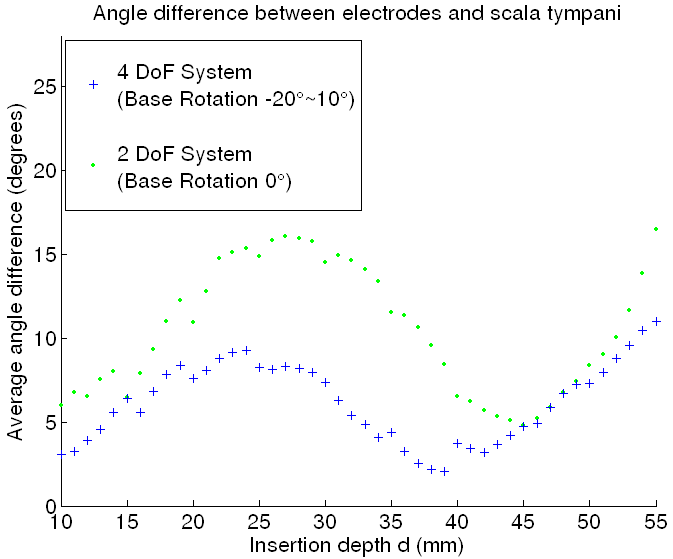 Angle difference between electrodes and scala tympani
4 DoF System
(Base Rotation -20°~10°)
2 DoF System
(Base Rotation 0°)
Average angle difference (degrees)
25
20
15
10
5
0
10 15 20 25 30 35 40 45 50 55
Insertion depth d (mm)